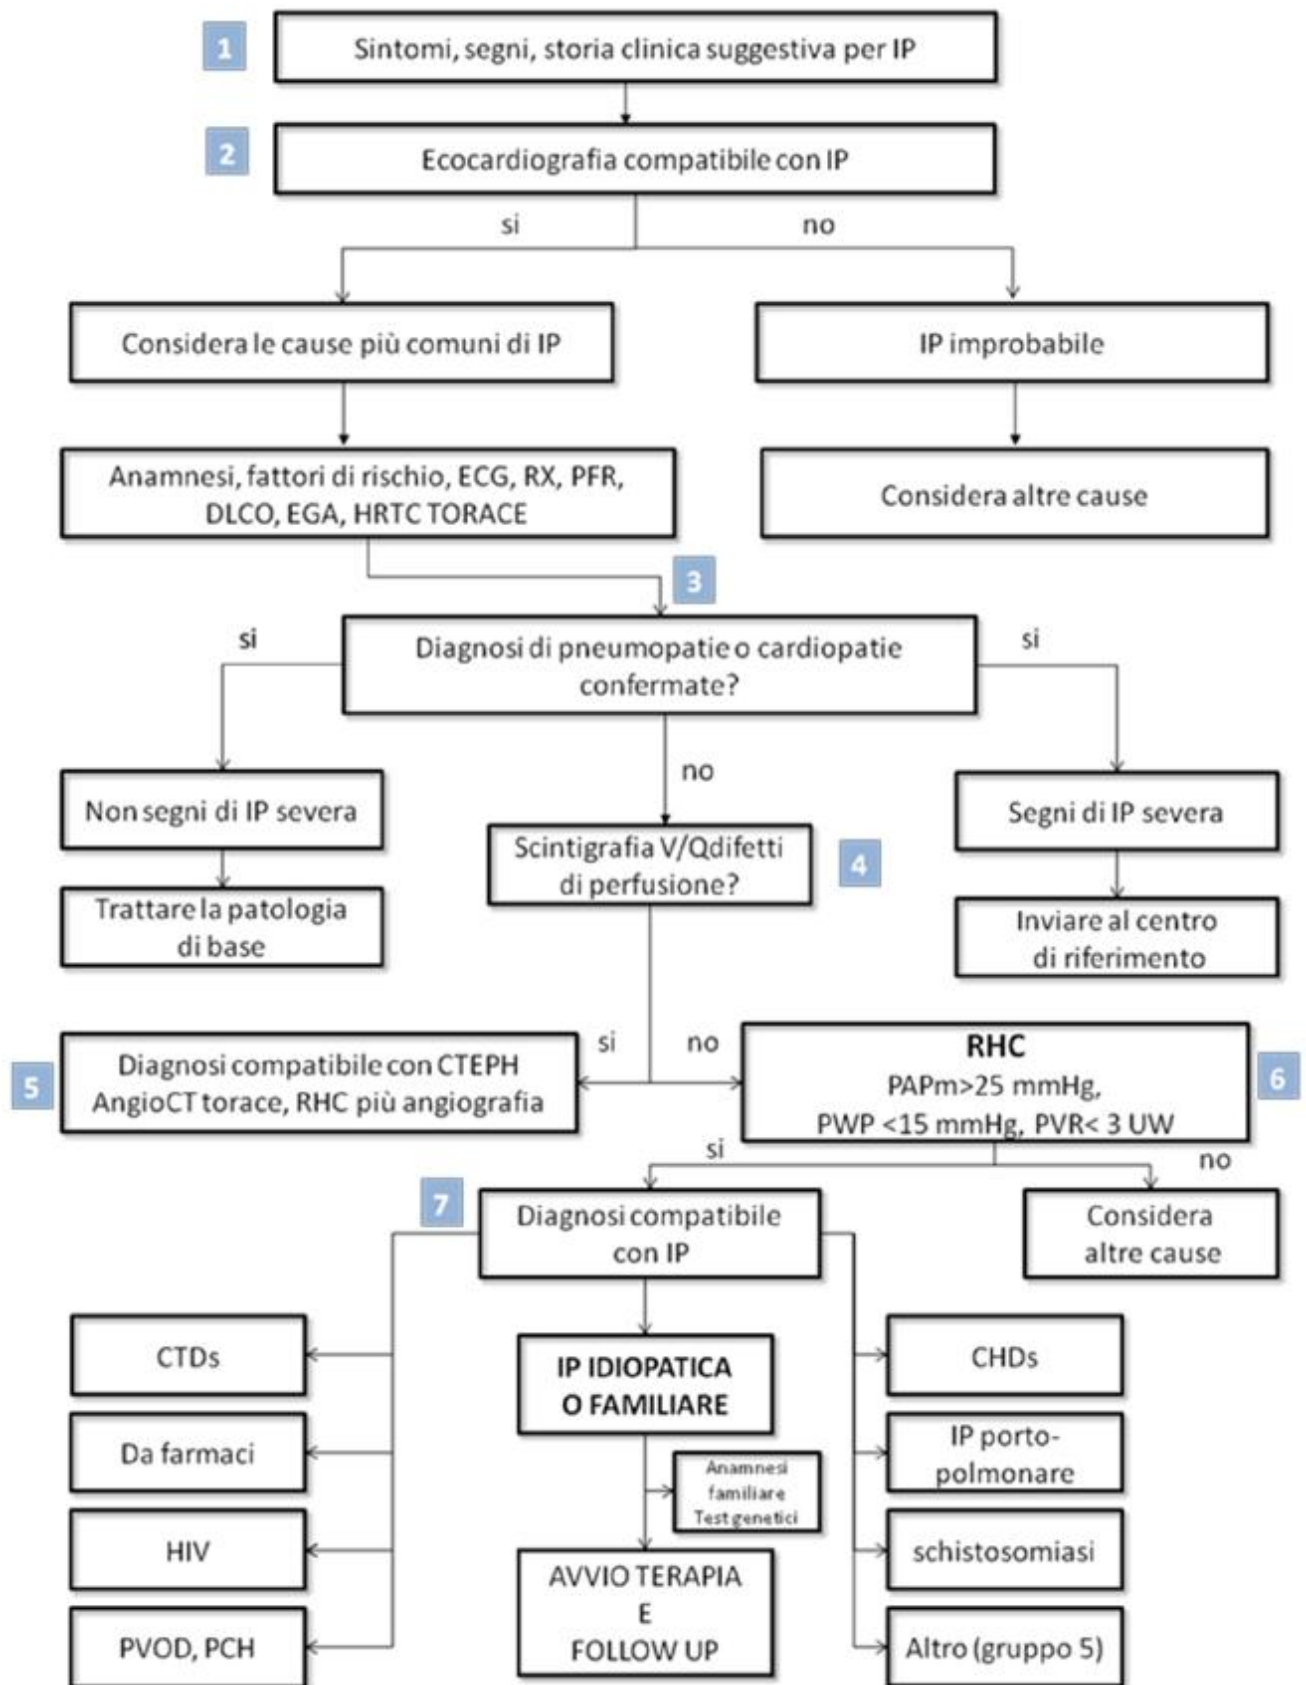 1
Sintomi, segni, storia clinica suggestiva per IP
2
Ecocardiografia compatibile con IP
si
no
Considera le cause più comuni di IP
IP improbabile
Anamnesi, fattori di rischio, ECG, RX, PFR,
DLCO, EGA, HRTC TORACE
Considera altre cause
3
si
Diagnosi di pneumopatie o cardiopatie
confermate?
si
no
Non segni di IP severa
Segni di IP severa
Scintigrafia V/Qdifetti
di perfusione?
4
Trattare la patologia
di base
Inviare al centro
di riferimento
5
Diagnosi compatibile con CTEPH
AngioCT torace, RHC più angiografia
si
no
RHC
PAPm>25 mmHg,
PWP <15 mmHg, PVR< 3 UW
6
si
no
7
Diagnosi compatibile
con IP
Considera
altre cause
CTDs
IP IDIOPATICA
O FAMILIARE
CHDs
Da farmaci
Anamnesi
familiare
Test genetici
IP porto-
polmonare
HIV
AVVIO TERAPIA
E
FOLLOW UP
schistosomiasi
PVOD, PCH
Altro (gruppo 5)